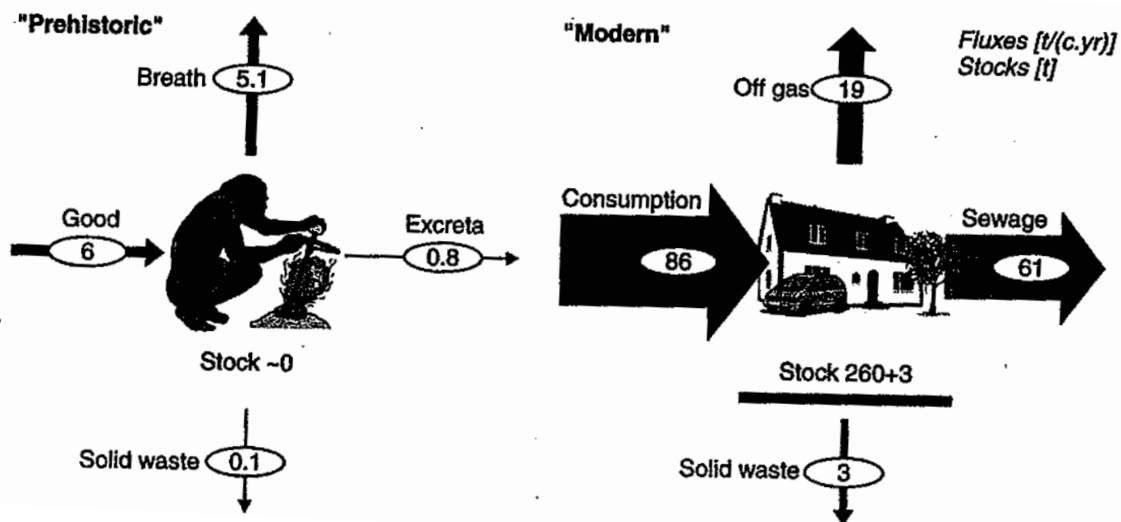 "Prehistoric"
Breath 5.1
Good
6
Excreta
0.8
Stock ~0
Solid waste 0.1
"Modern"
Fluxes [t/(c.yr)]
Stocks [t]
Off gas 19
Consumption
86
Sewage
61
Stock 260+3
Solid waste 3